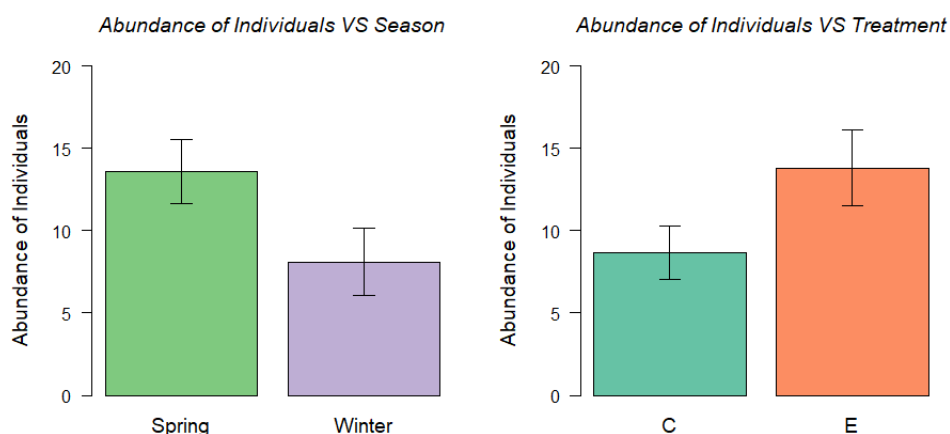 Abundance of Individuals VS Season
20
15
10
5
0
Abundance of Individuals
Spring Winter
Abundance of Individuals VS Treatment
20
15
10
5
0
Abundance of Individuals
C E